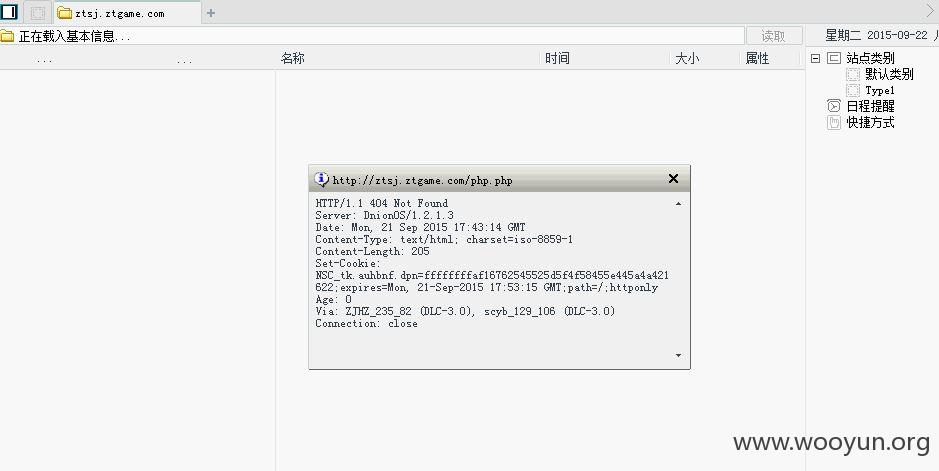 ztsj.ztgame.com
正在载入基本信息...
读取
星期二 2015-09-22
... ... 名称 时间 大小 属性
站点类别
默认类别
Type1
日程提醒
快捷方式
http://ztsj.ztgame.com/php.php
HTTP/1.1 404 Not Found
Server: DnionOS/1.2.1.3
Date: Mon, 21 Sep 2015 17:43:14 GMT
Content-Type: text/html; charset=iso-8859-1
Content-Length: 205
Set-Cookie:
NSC_tk.auhbnf.dpn=ffffffffaf16762545525d5f4f58455e445a4a421
622;expires=Mon, 21-Sep-2015 17:53:15 GMT;path=/;httponly
Age: 0
Via: ZJHZ_235_82 (DLC-3.0), scyb_129_106 (DLC-3.0)
Connection: close
www.wooyun.org